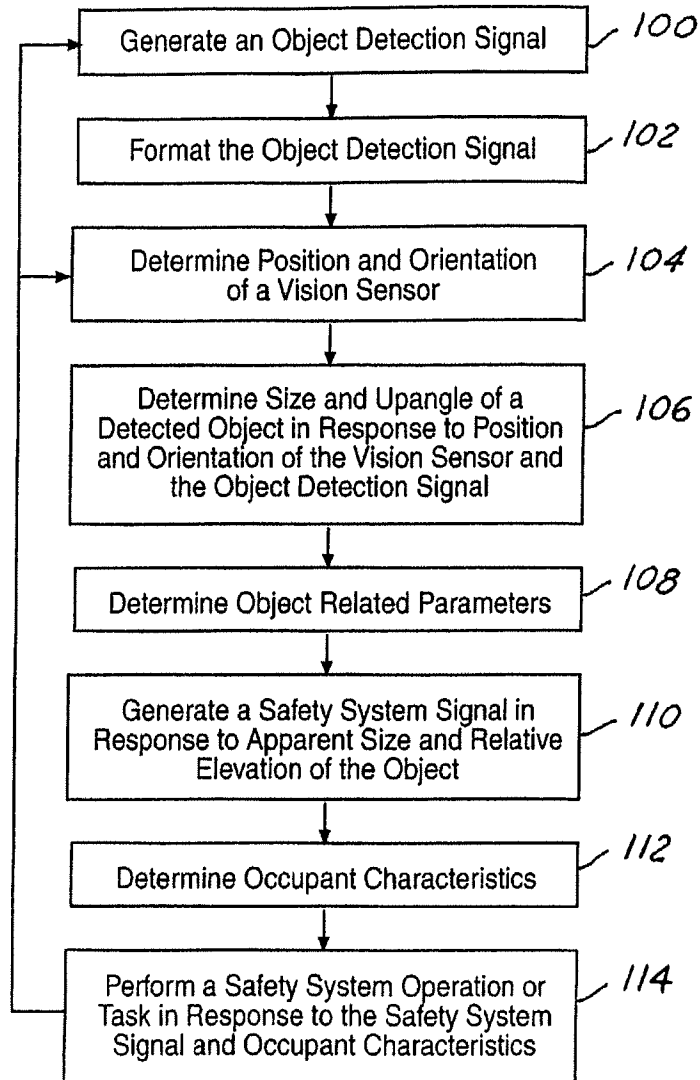 Generate an Object Detection Signal
100
Format the Object Detection Signal
102
Determine Position and Orientation
of a Vision Sensor
104
Determine Size and Upangle of a
Detected Object in Response to Position
and Orientation of the Vision Sensor and
the Object Detection Signal
106
Determine Object Related Parameters
108
Generate a Safety System Signal in
Response to Apparent Size and Relative
Elevation of the Object
110
Determine Occupant Characteristics
112
Perform a Safety System Operation or
Task in Response to the Safety System
Signal and Occupant Characteristics
114